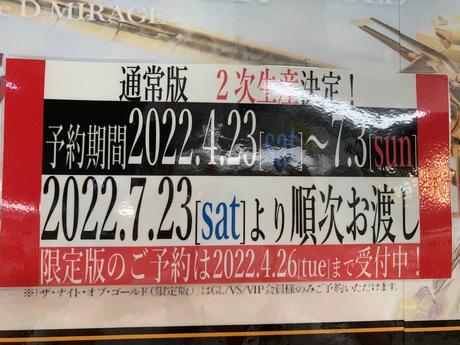 e D MIRAGE
通常版 2次生産決定!
予約期間2022.4.23[sat]～7.3[sun]
2022.7.23[sat]より順次お渡し
限定版のご予約は2022.4.26[tue]まで受付中!
※「ザ・ナイト・オブ・ゴールド(限定版)」はGL/VS/VIP会員様のみご予約いただけます。